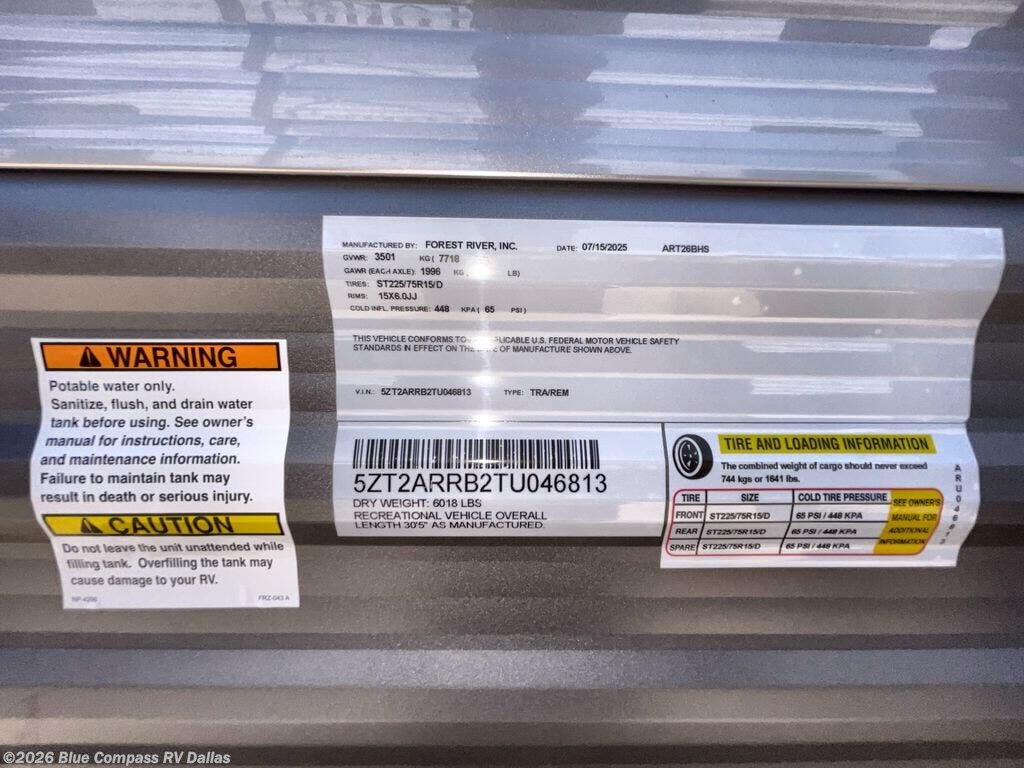 MANUFACTURED BY: FOREST RIVER, INC. DATE: 07/15/2025 ART26BHS
GVWR: 3501 KG ( 7718
GAWR (EACH AXLE): 1996 KG LB)
TIRES: ST225/75R15/D
RIMS: 15X6.0JJ
COLD INFL. PRESSURE: 448 KPA ( 65 PSI )
THIS VEHICLE CONFORMS TO U.S. FEDERAL MOTOR VEHICLE SAFETY
STANDARDS IN EFFECT ON THE OF MANUFACTURE SHOWN ABOVE.
V.I.N.: 5ZT2ARRB2TU046813 TYPE: TRA/REM
WARNING
Potable water only.
Sanitize, flush, and drain water
tank before using. See owner's
manual for instructions, care,
and maintenance information.
Failure to maintain tank may
result in death or serious injury.
CAUTION
Do not leave the unit unattended while
filling tank. Overfilling the tank may
cause damage to your RV.
NP-4206 FRZ-043 A
5ZT2ARRB2TU046813
DRY WEIGHT: 6018 LBS
RECREATIONAL VEHICLE OVERALL
LENGTH 30'5" AS MANUFACTURED.
TIRE AND LOADING INFORMATION
The combined weight of cargo should never exceed
744 kgs or 1641 lbs.
TIRE SIZE COLD TIRE PRESSURE
FRONT ST225/75R15/D 65 PSI / 448 KPA
REAR ST225/75R15/D 65 PSI / 448 KPA
SPARE ST225/75R15/D 65 PSI / 448 KPA
SEE OWNER'S
MANUAL FOR
ADDITIONAL
INFORMATION
ARU046813
©2026 Blue Compass RV Dallas